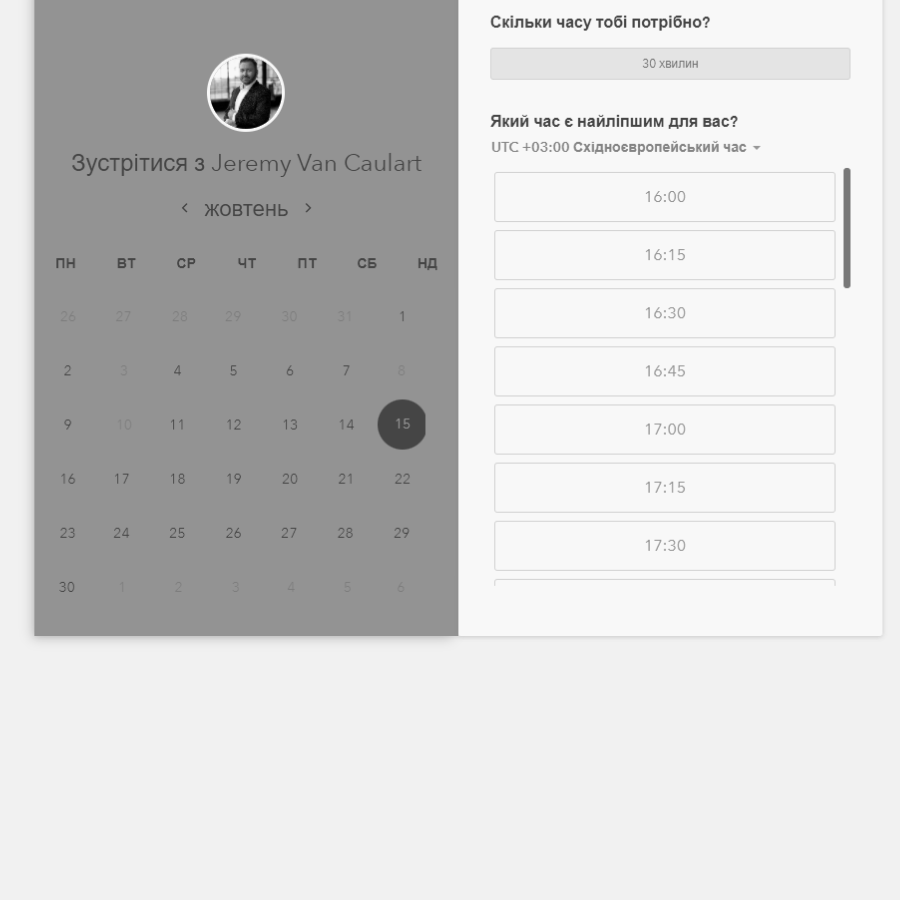 Зустрітися з Jeremy Van Caulart
жовтень
ПН ВТ СР ЧТ ПТ СБ НД
26 27 28 29 30 31 1
2 3 4 5 6 7 8
9 10 11 12 13 14 15
16 17 18 19 20 21 22
23 24 25 26 27 28 29
30 1 2 3 4 5 6
Скільки часу тобі потрібно?
30 хвилин
Який час є найліпшим для вас?
UTC +03:00 Східноєвропейський час
16:00
16:15
16:30
16:45
17:00
17:15
17:30